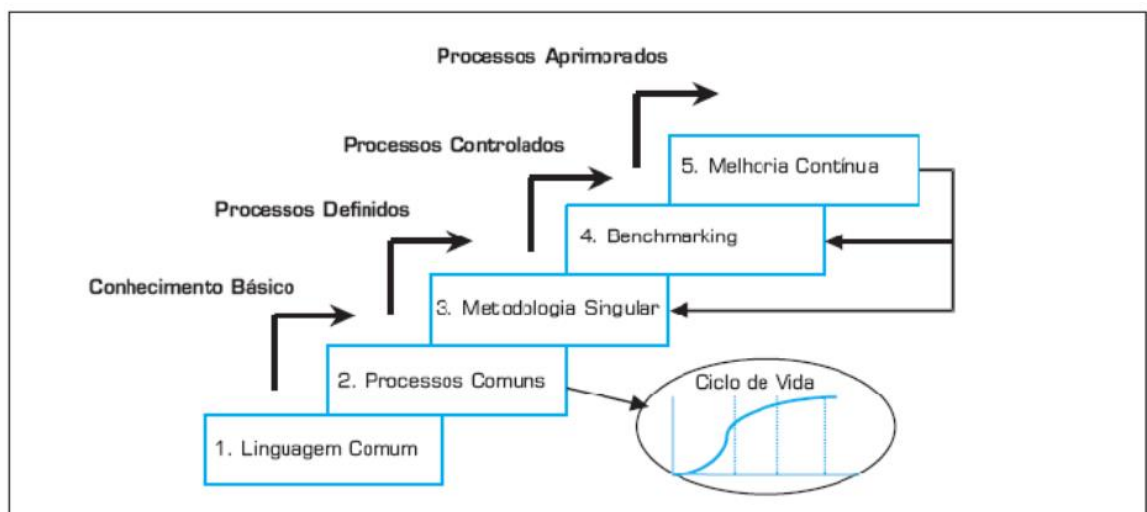 Processos Aprimorados
Processos Controlados
5. Melhoria Contínua
Processos Definidos
4. Benchmarking
Conhecimento Básico
3. Metodologia Singular
2. Processos Comuns
Ciclo de Vida
1. Linguagem Comum